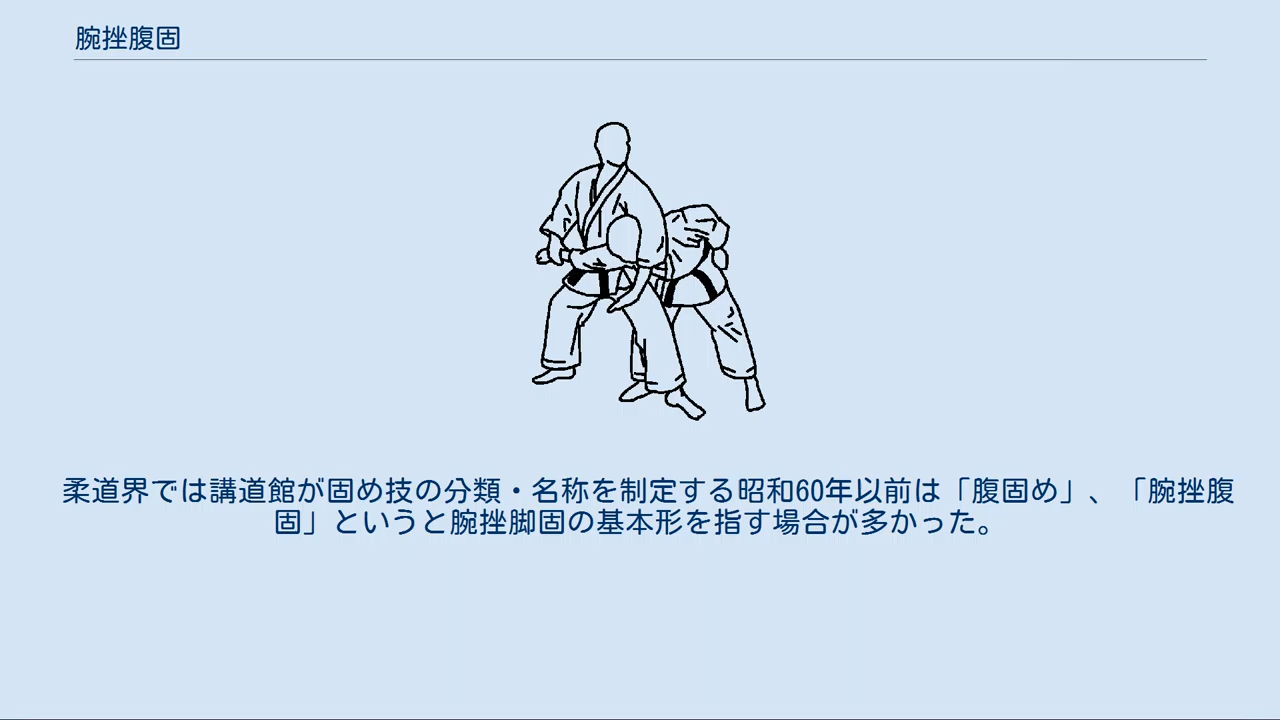 腕挫腹固
柔道界では講道館が固め技の分類・名称を制定する昭和60年以前は「腹固め」、「腕挫腹
固」というと腕挫脚固の基本形を指す場合が多かった。